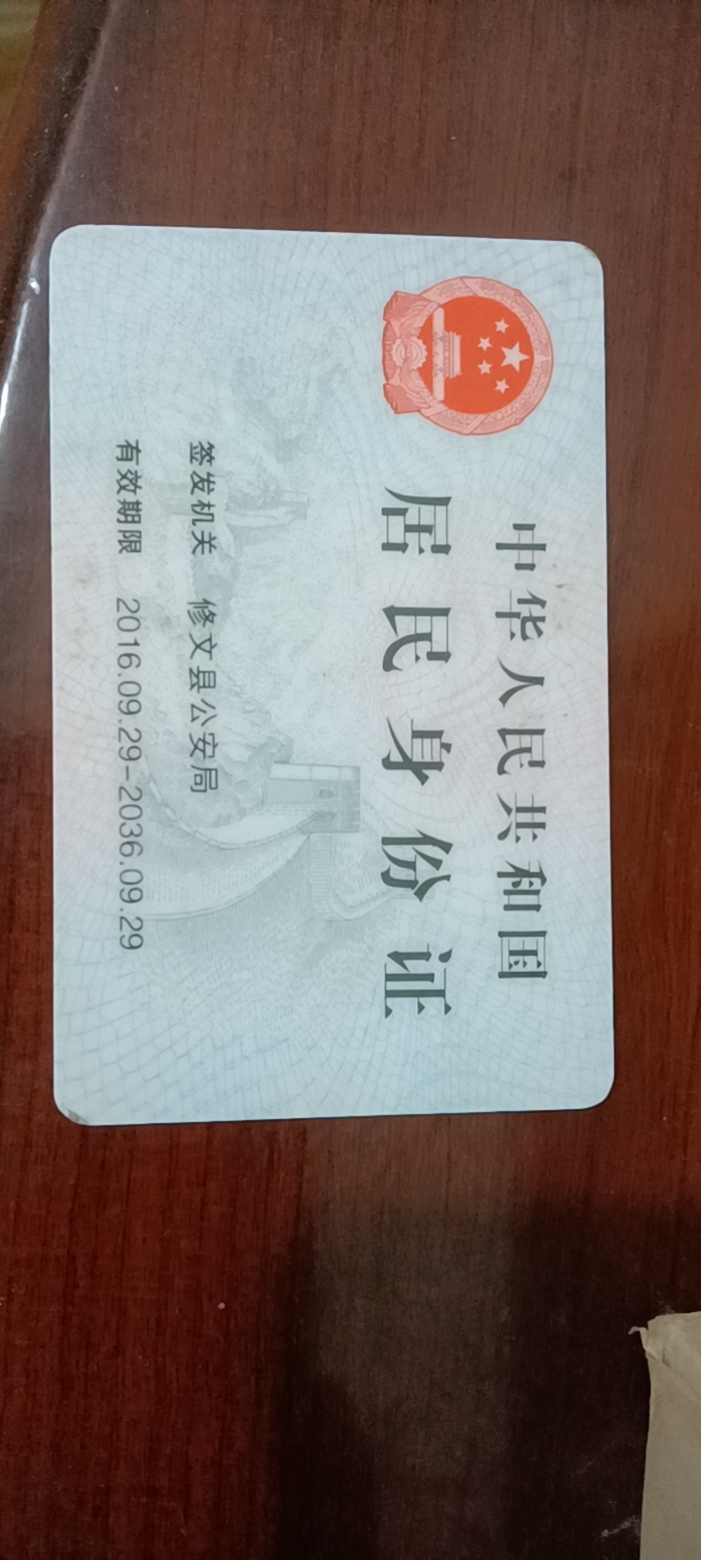 中华人民共和国
居民身份证
签发机关 修文县公安局
有效期限 2016.09.29-2036.09.29